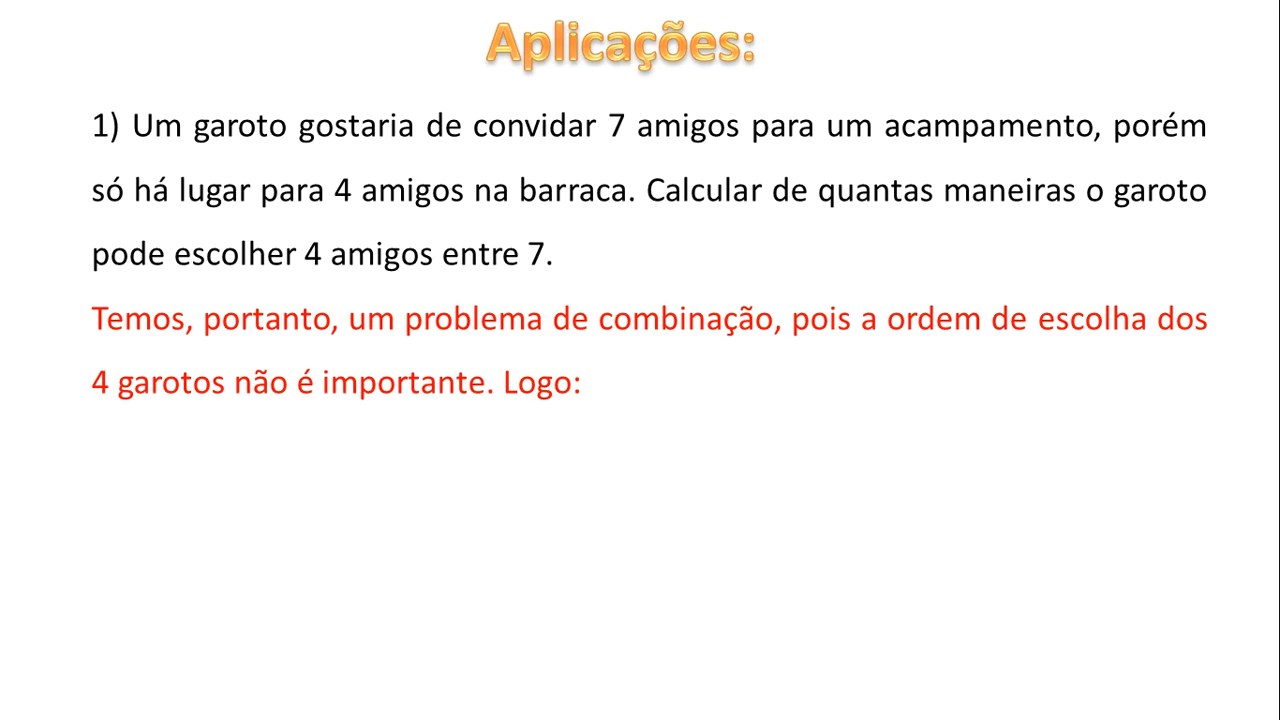 Aplicações:
1) Um garoto gostaria de convidar 7 amigos para um acampamento, porém
só há lugar para 4 amigos na barraca. Calcular de quantas maneiras o garoto
pode escolher 4 amigos entre 7.
Temos, portanto, um problema de combinação, pois a ordem de escolha dos
4 garotos não é importante. Logo: